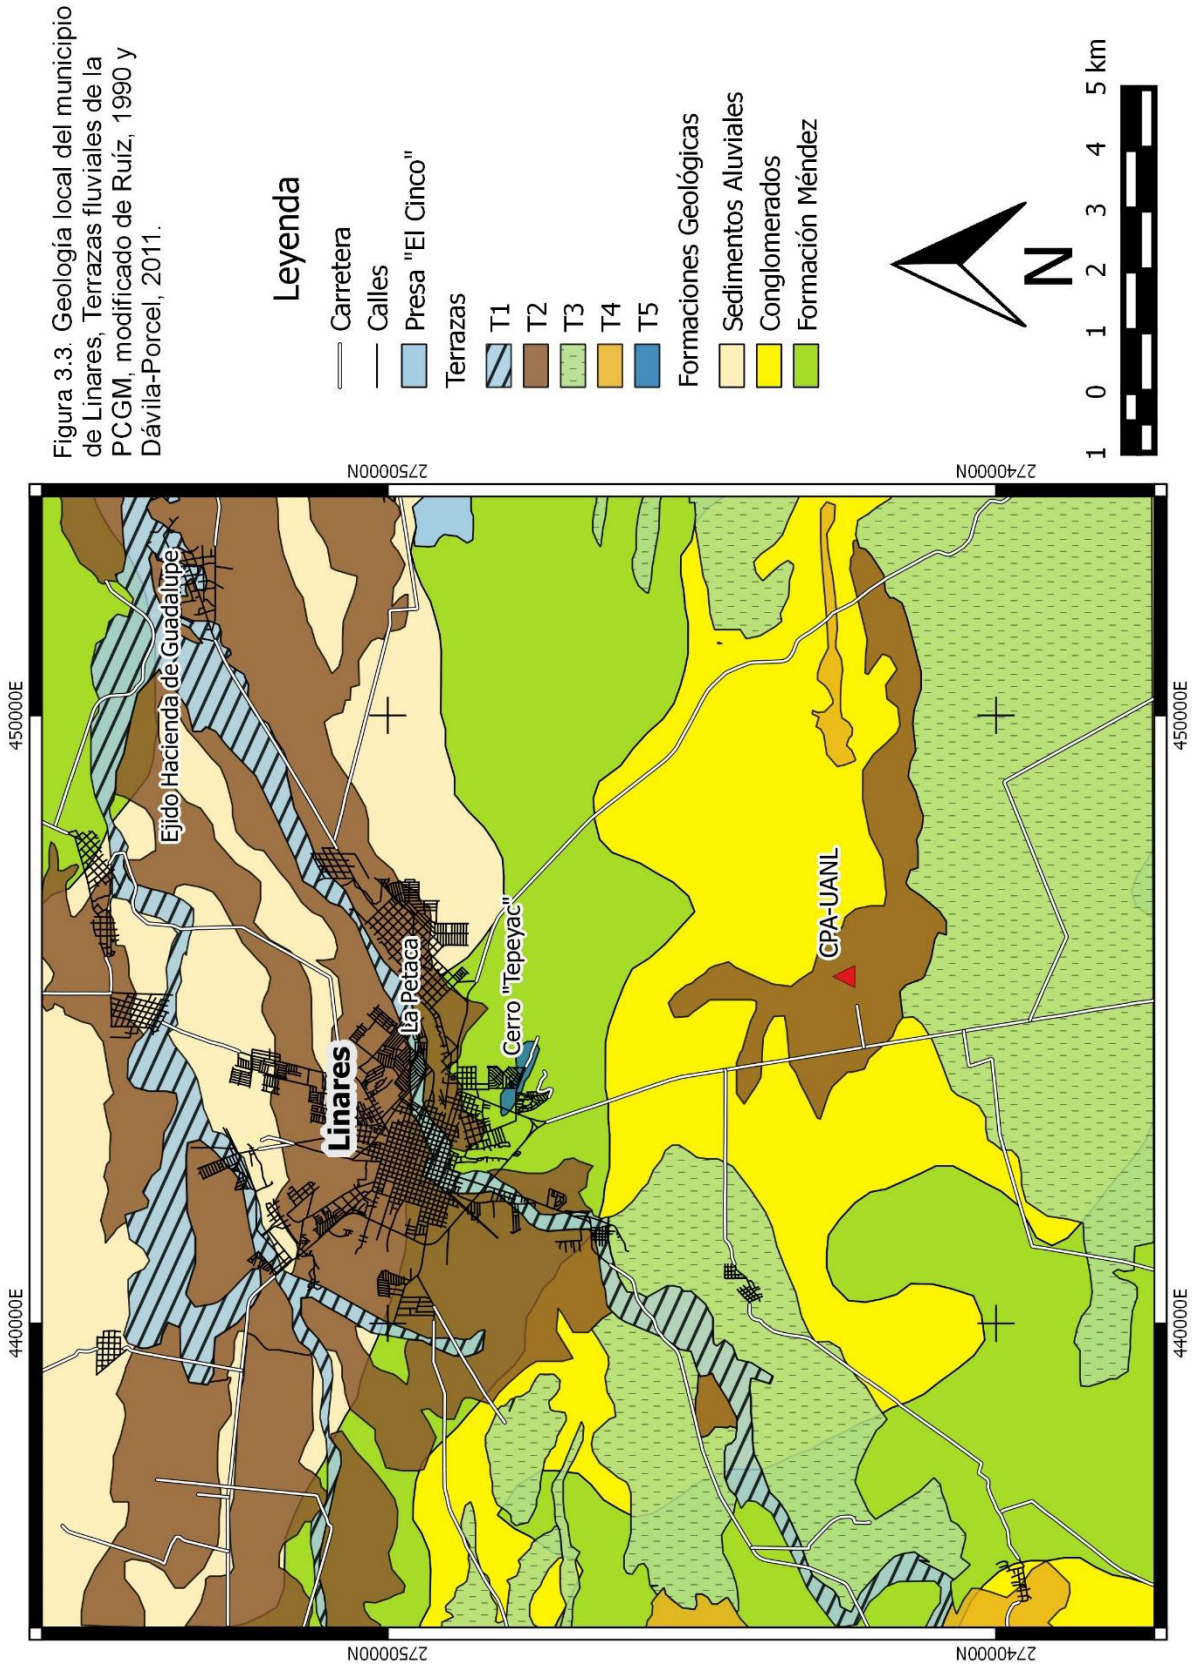 Figura 3.3. Geología local del municipio
de Linares, Terrazas fluviales de la
PCGM, modificado de Ruíz, 1990 y
Dávila-Porcel, 2011.
Leyenda
Carretera
Calles
Presa "El Cinco"
Terrazas
T1
T2
T3
T4
T5
Formaciones Geológicas
Sedimentos Aluviales
Conglomerados
Formación Méndez
N
1 0 1 2 3 4 5 km
440000E
450000E
2750000N
2750000N
2740000N
2740000N
440000E
450000E
Ejido Hacienda de Guadalupe
Linares
La Petaca
Cerro "Tepeyac"
CPA-UANL